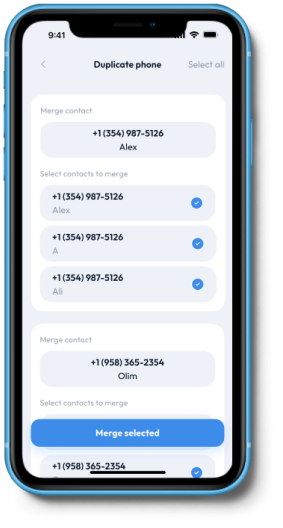 9:41
Duplicate phone Select all
Merge contact
+1 (354) 987-5126
Alex
Select contacts to merge
+1 (354) 987-5126
Alex
+1 (354) 987-5126
A
+1 (354) 987-5126
Ali
Merge contact
+1 (958) 365-2354
Olim
Select contacts to merge
Merge selected
+1 (958) 365-2354